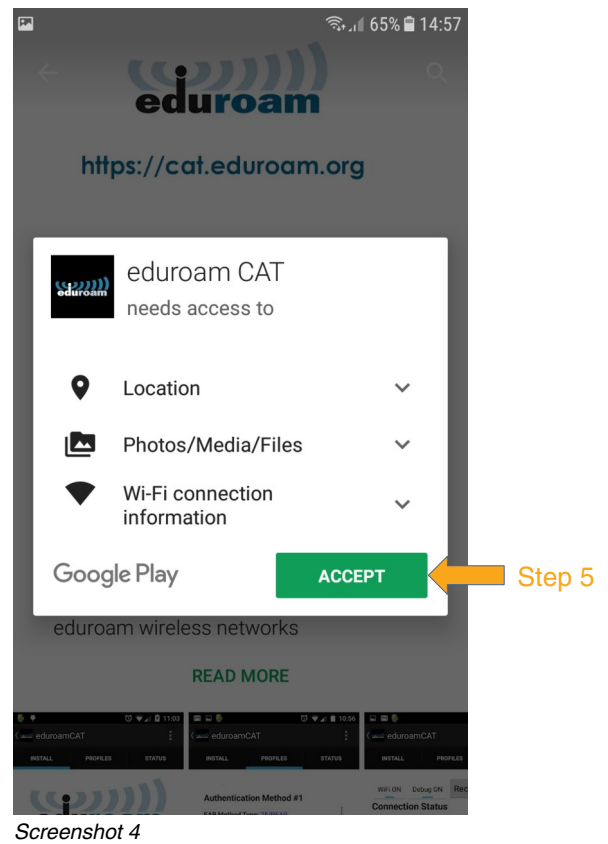 65% 14:57
eduroam
https://cat.eduroam.org
eduroam
eduroam CAT
needs access to
Location
Photos/Media/Files
Wi-Fi connection
information
Google Play
ACCEPT
Step 5
eduroam wireless networks
READ MORE
11:03
10:56
eduroamCAT
eduroamCAT
eduroamCAT
INSTALL PROFILES STATUS
INSTALL PROFILES STATUS
INSTALL PROFILES
WiFi ON Debug ON Rec
Authentication Method #1
Connection Status
Screenshot 4